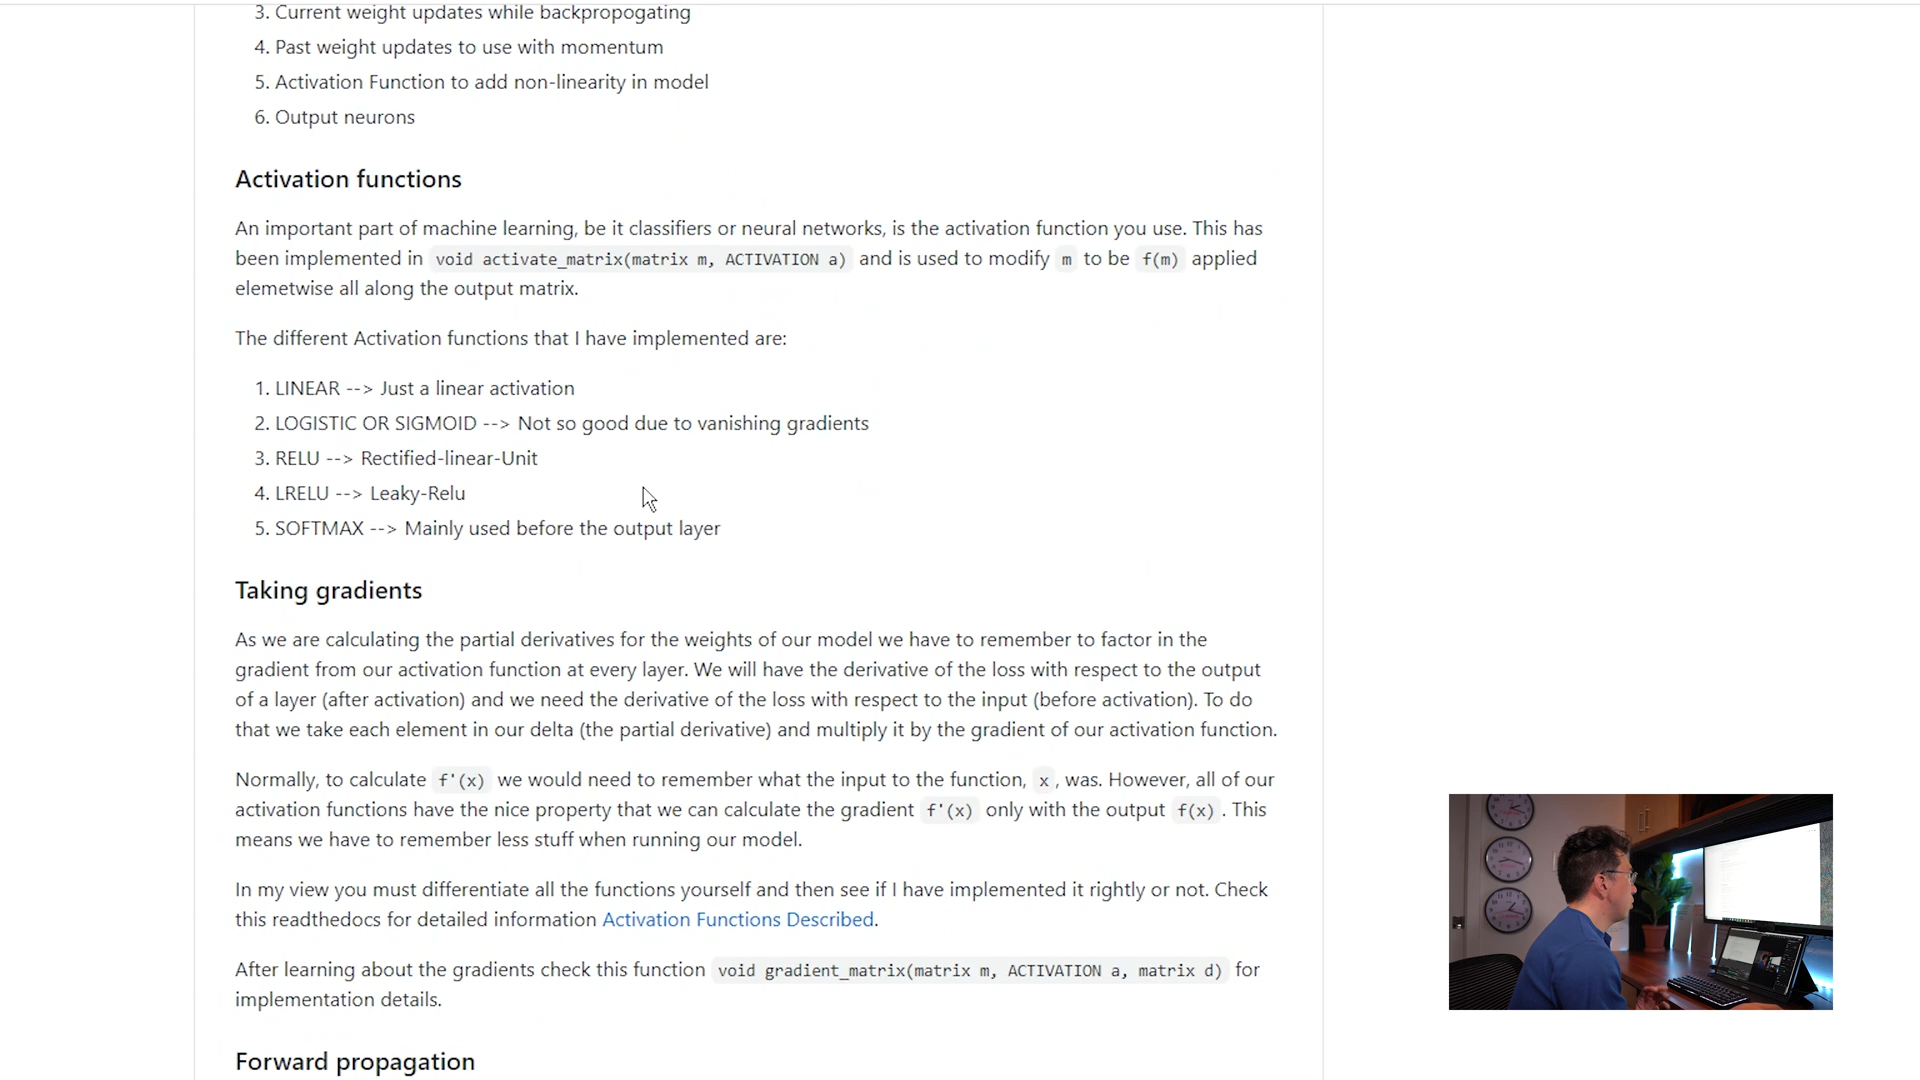 3. Current weight updates while backpropogating
4. Past weight updates to use with momentum
5. Activation Function to add non-linearity in model
6. Output neurons
Activation functions
An important part of machine learning, be it classifiers or neural networks, is the activation function you use. This has
been implemented in void activate_matrix(matrix m, ACTIVATION a) and is used to modify m to be f(m) applied
elemetwise all along the output matrix.
The different Activation functions that I have implemented are:
1. LINEAR --> Just a linear activation
2. LOGISTIC OR SIGMOID --> Not so good due to vanishing gradients
3. RELU --> Rectified-linear-Unit
4. LRELU --> Leaky-Relu
5. SOFTMAX --> Mainly used before the output layer
Taking gradients
As we are calculating the partial derivatives for the weights of our model we have to remember to factor in the
gradient from our activation function at every layer. We will have the derivative of the loss with respect to the output
of a layer (after activation) and we need the derivative of the loss with respect to the input (before activation). To do
that we take each element in our delta (the partial derivative) and multiply it by the gradient of our activation function.
Normally, to calculate f'(x) we would need to remember what the input to the function, x, was. However, all of our
activation functions have the nice property that we can calculate the gradient f'(x) only with the output f(x). This
means we have to remember less stuff when running our model.
In my view you must differentiate all the functions yourself and then see if I have implemented it rightly or not. Check
this readthedocs for detailed information Activation Functions Described.
After learning about the gradients check this function void gradient_matrix(matrix m, ACTIVATION a, matrix d) for
implementation details.
Forward propagation